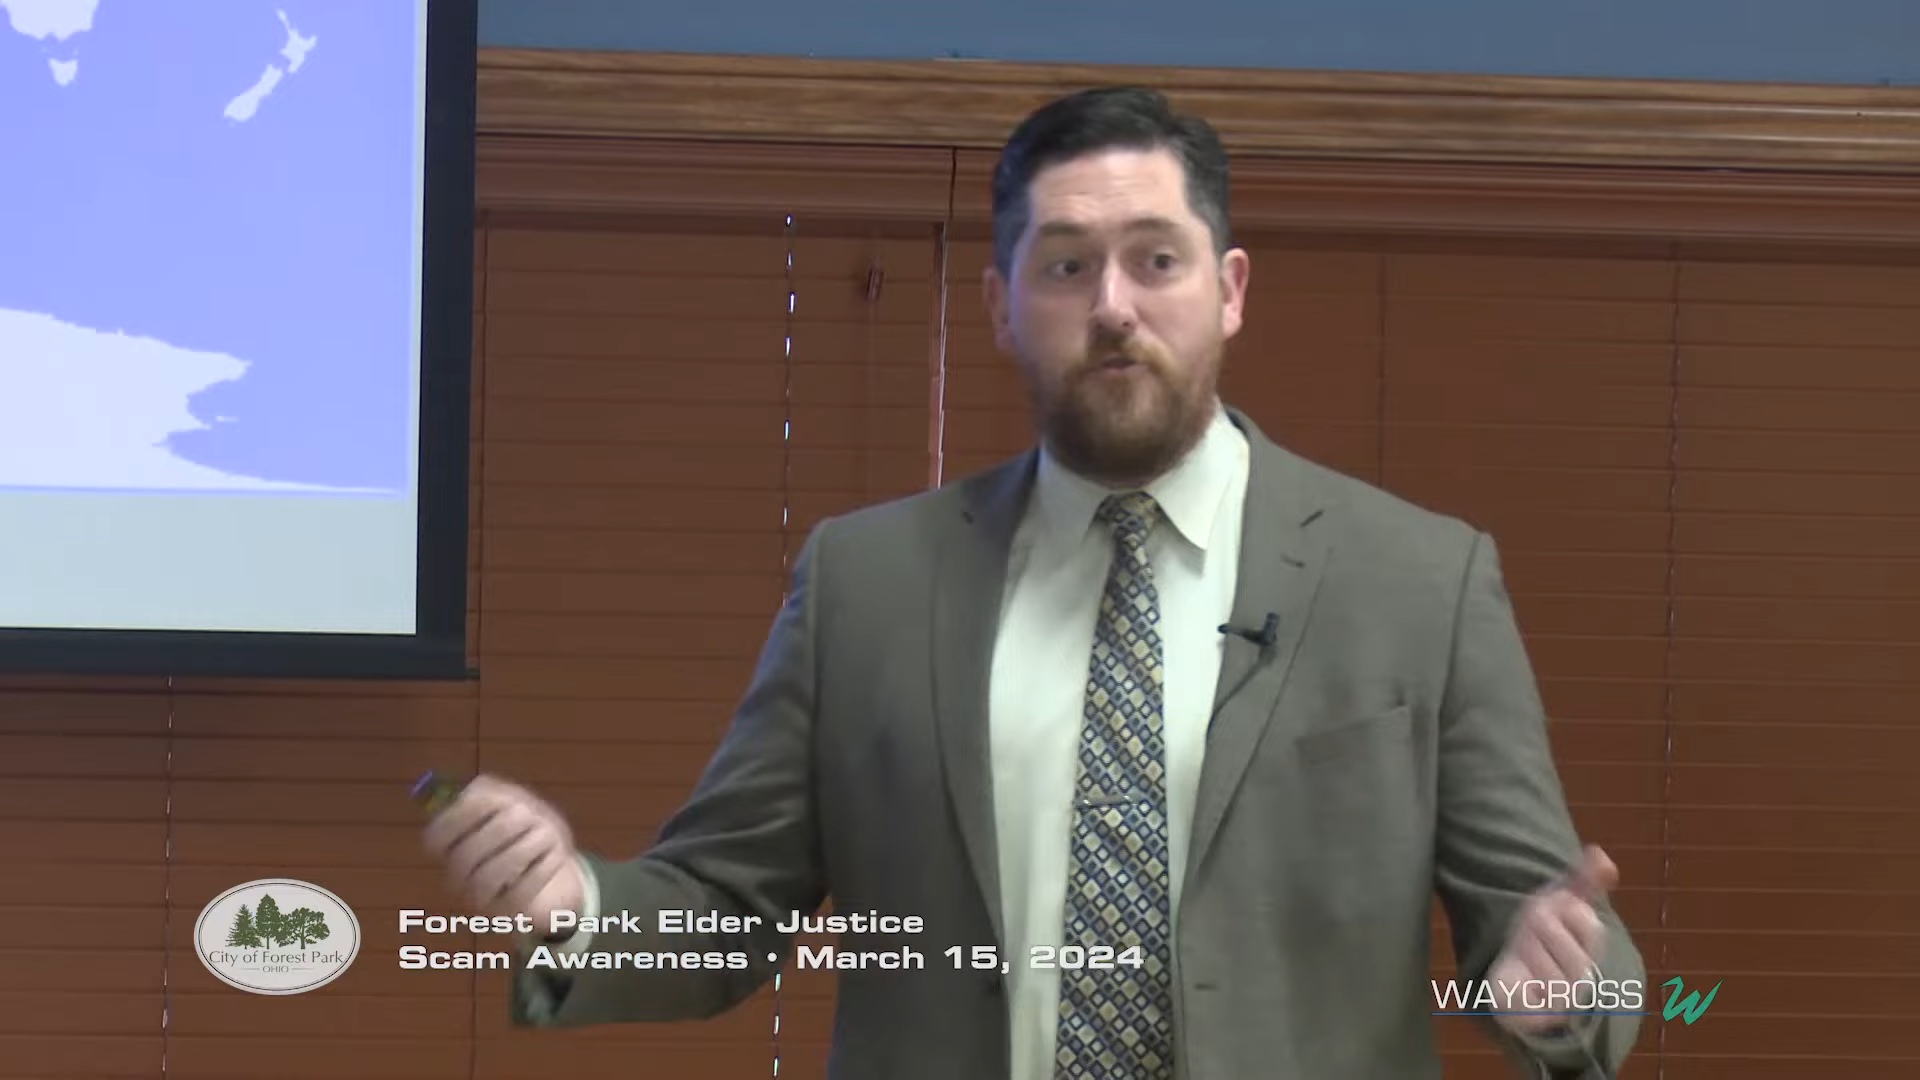 Forest Park Elder Justice
Scam Awareness • March 15, 2024
City of Forest Park
OHIO
WAYCROSS W